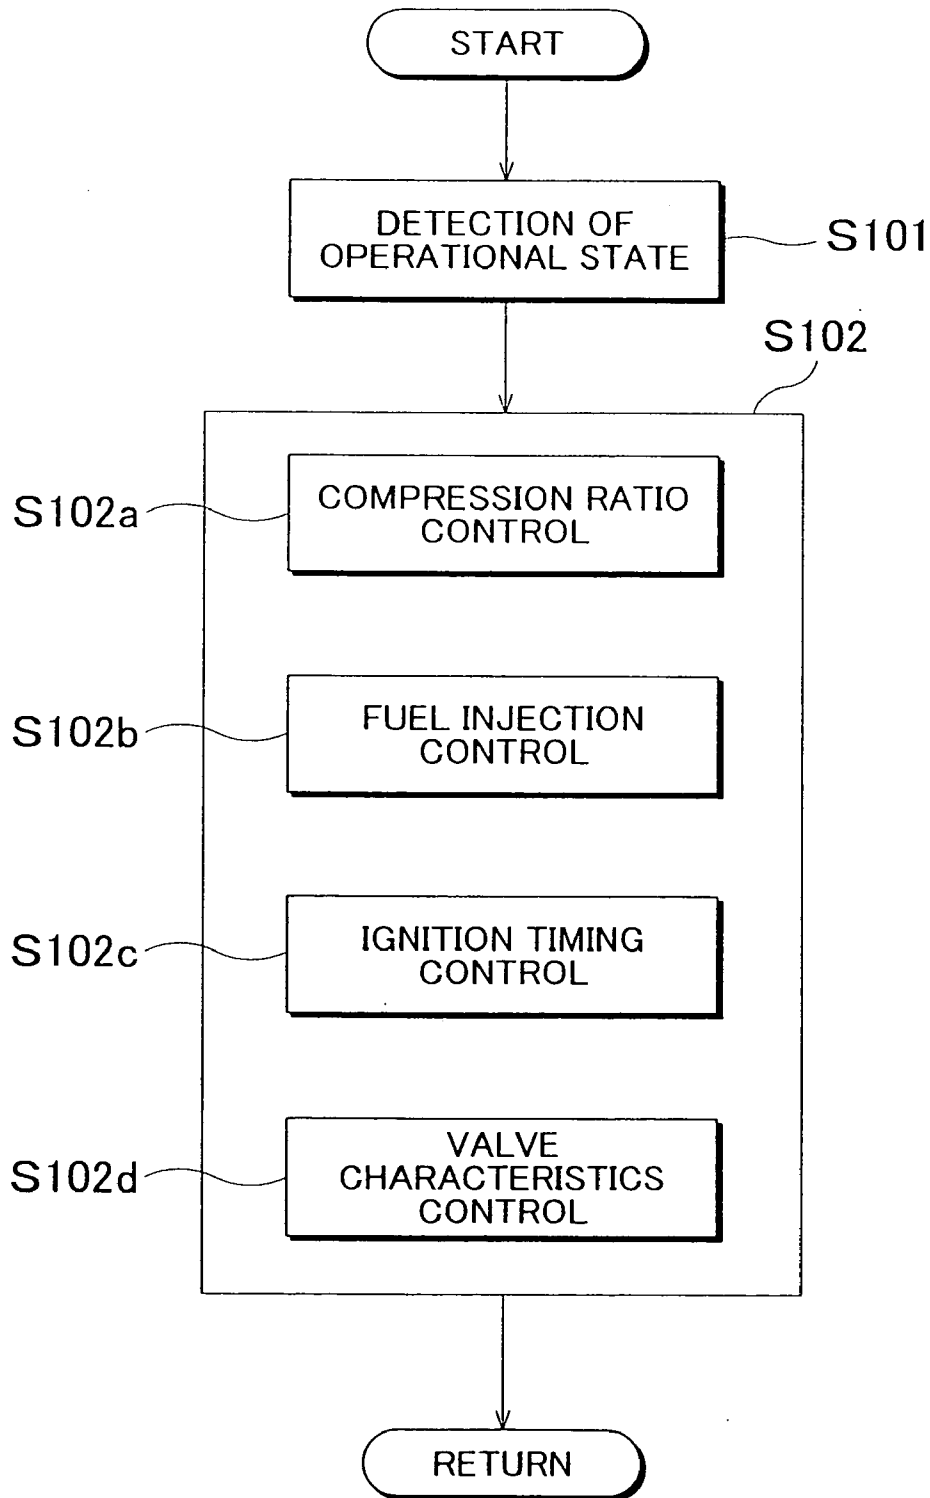 START
DETECTION OF
OPERATIONAL STATE
S101
S102
S102a
COMPRESSION RATIO
CONTROL
S102b
FUEL INJECTION
CONTROL
S102c
IGNITION TIMING
CONTROL
S102d
VALVE
CHARACTERISTICS
CONTROL
RETURN